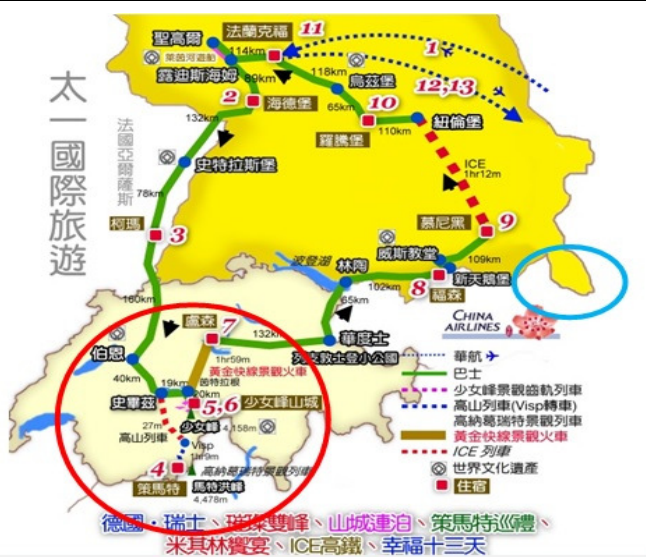 太一國際旅遊
聖高爾
法蘭克福 11
114km
1
萊茵河遊船
露迪斯海姆
89km
118km
烏茲堡
12,13
2 海德堡
65km
10
132km
羅騰堡
110km
紐倫堡
法國亞爾薩斯
史特拉斯堡
ICE
1hr12m
78km
柯瑪 3
慕尼黑 9
威斯教堂
109km
波登湖
林陶
102km
新天鵝堡
8 福森
160km
65km
CHINA AIRLINES
盧森 7
132km
華度士
伯恩
1hr59m
黃金快線景觀火車
茵特拉根
40km
19km
20km
史畢茲
5,6 少女峰山城
少女峰
4,158m
27m
高山列車
Visp
1hr9m
高納葛瑞特景觀列車
4
策馬特
馬特洪峰
4,478m
華航
巴士
少女峰景觀齒軌列車
高山列車(Visp轉車)
高納葛瑞特景觀列車
黃金快線景觀火車
ICE 列車
世界文化遺產
住宿
德國‧瑞士、璀璨雙峰、山城連泊、策馬特巡禮、
米其林饗宴、ICE高鐵、幸福十三天